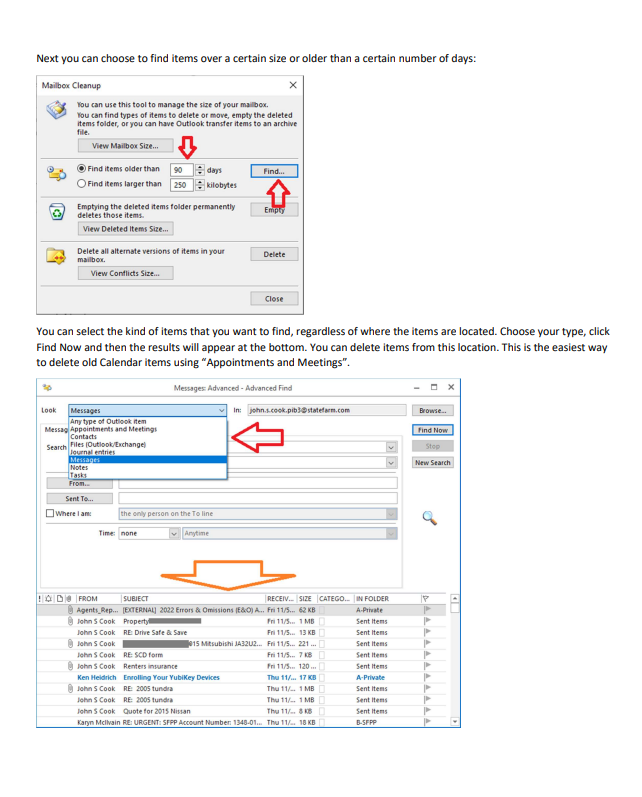 Next you can choose to find items over a certain size or older than a certain number of days:
Mailbox Cleanup
You can use this tool to manage the size of your mailbox.
You can find types of items to delete or move, empty the deleted
items folder, or you can have Outlook transfer items to an archive
file.
View Mailbox Size...
Find items older than 90 days Find...
Find items larger than 250 kilobytes
Emptying the deleted items folder permanently Empty
deletes those items.
View Deleted Items Size...
Delete all alternate versions of items in your Delete
mailbox.
View Conflicts Size...
Close
You can select the kind of items that you want to find, regardless of where the items are located. Choose your type, click
Find Now and then the results will appear at the bottom. You can delete items from this location. This is the easiest way
to delete old Calendar items using “Appointments and Meetings”.
Messages: Advanced - Advanced Find
Look Messages In: john.s.cook.pib3@statefarm.com Browse...
Any type of Outlook item
Messag Appointments and Meetings Find Now
Contacts
Search Files (Outlook/Exchange) Stop
Journal entries
Messages New Search
Notes
Tasks
From...
Sent To...
Where I am: the only person on the To line
Time: none Anytime
! FROM SUBJECT RECEIV... SIZE CATEGO... IN FOLDER
Agents_Rep... [EXTERNAL] 2022 Errors & Omissions (E&O) A... Fri 11/5... 62 KB A-Private
John S Cook Property Fri 11/5... 1 MB Sent Items
John S Cook RE: Drive Safe & Save Fri 11/5... 13 KB Sent Items
John S Cook 015 Mitsubishi JA32U2... Fri 11/5... 221 ... Sent Items
John S Cook RE: SCD form Fri 11/5... 7 KB Sent Items
John S Cook Renters insurance Fri 11/5... 120 ... Sent Items
Ken Heidrich Enrolling Your YubiKey Devices Thu 11/... 17 KB A-Private
John S Cook RE: 2005 tundra Thu 11/... 1 MB Sent Items
John S Cook RE: 2005 tundra Thu 11/... 1 MB Sent Items
John S Cook Quote for 2015 Nissan Thu 11/... 8 KB Sent Items
Karyn McIlvain RE: URGENT: SFPP Account Number: 1348-01... Thu 11/... 18 KB B-SFPP